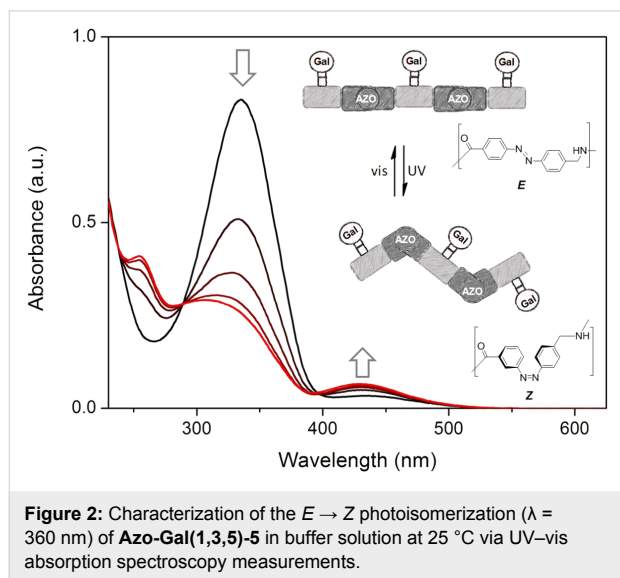 1.0
Gal
Gal
Gal
AZO
AZO
O
N
N
HN
E
vis
UV
0.5
Absorbance (a.u.)
Gal
AZO
Gal
AZO
Gal
O
N=N
NH
Z
0.0
300
400
500
600
Wavelength (nm)
Figure 2: Characterization of the E → Z photoisomerization (λ =
360 nm) of Azo-Gal(1,3,5)-5 in buffer solution at 25 °C via UV–vis
absorption spectroscopy measurements.